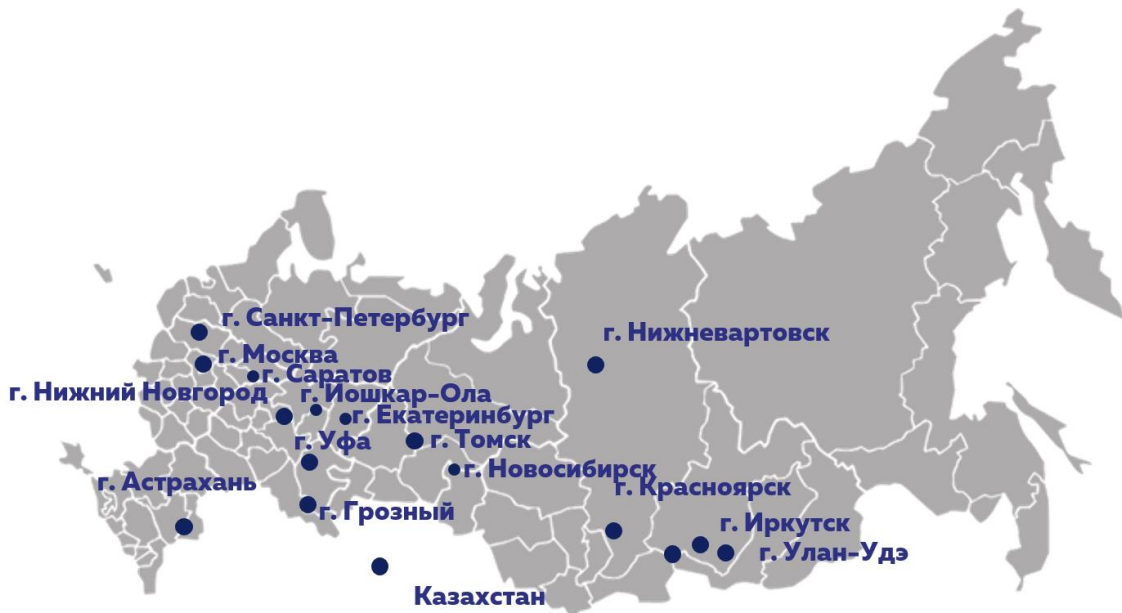 г. Санкт-Петербург
г. Нижневартовск
г. Москва
г. Саратов
г. Нижний Новгород
г. Йошкар-Ола
г. Екатеринбург
г. Уфа
г. Томск
г. Новосибирск
г. Астрахань
г. Красноярск
г. Грозный
г. Иркутск
г. Улан-Удэ
Казахстан